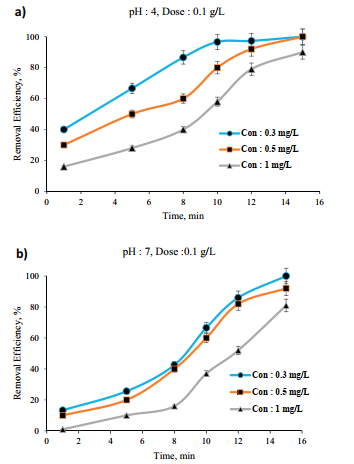 a)
pH : 4, Dose : 0.1 g/L
Removal Efficiency, %
100
80
60
40
20
0
Con : 0.3 mg/L
Con : 0.5 mg/L
Con : 1 mg/L
0 2 4 6 8 10 12 14 16
Time, min
b)
pH : 7, Dose :0.1 g/L
Removal Efficiency, %
100
80
60
40
20
0
Con : 0.3 mg/L
Con : 0.5 mg/L
Con : 1 mg/L
0 2 4 6 8 10 12 14 16
Time, min